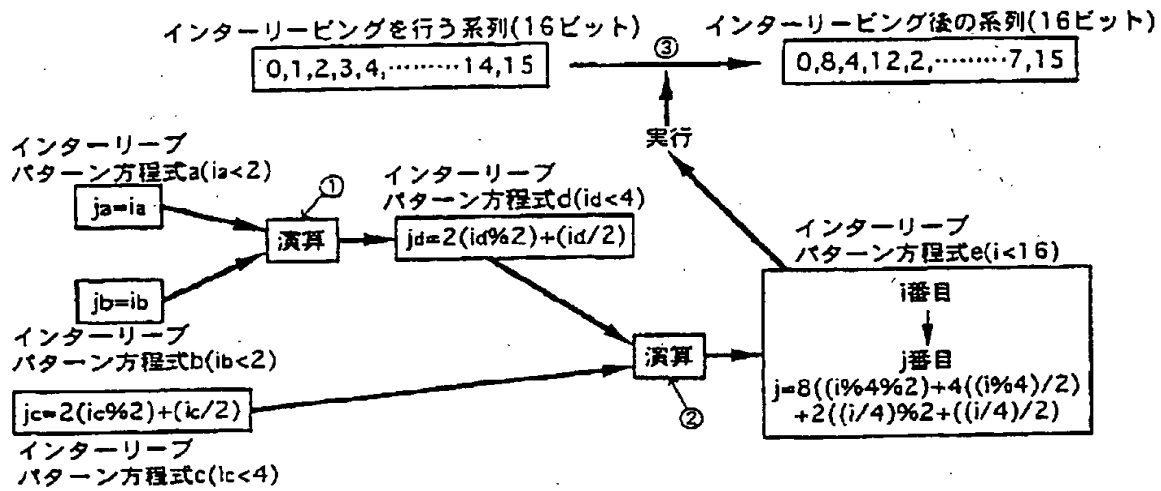 インターリービングを行う系列(16ビット)
0,1,2,3,4,………14,15
③
インターリービング後の系列(16ビット)
0,8,4,12,2,………7,15
実行
インターリーブ
パターン方程式a(ia<2)
ja=ia
①
演算
インターリーブ
パターン方程式d(id<4)
jd=2(id%2)+(id/2)
jb=ib
インターリーブ
パターン方程式b(ib<2)
演算
②
jc=2(ic%2)+(ic/2)
インターリーブ
パターン方程式c(ic<4)
インターリーブ
パターン方程式e(i<16)
i番目
j番目
j=8((i%4%2)+4((i%4)/2)
+2((i/4)%2+((i/4)/2)